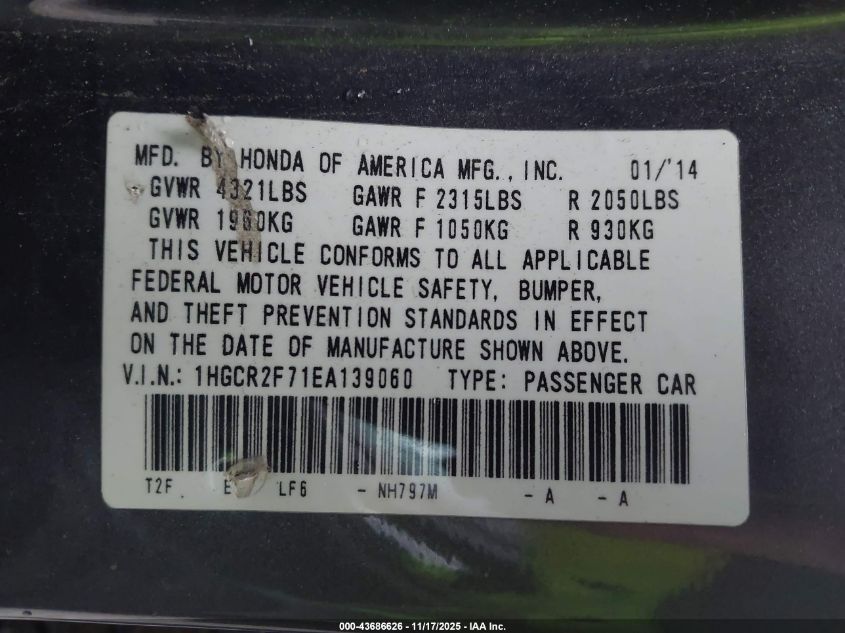 MFD. BY HONDA OF AMERICA MFG., INC. 01/'14
GVWR 4321LBS GAWR F 2315LBS R 2050LBS
GVWR 1960KG GAWR F 1050KG R 930KG
THIS VEHICLE CONFORMS TO ALL APPLICABLE
FEDERAL MOTOR VEHICLE SAFETY, BUMPER,
AND THEFT PREVENTION STANDARDS IN EFFECT
ON THE DATE OF MANUFACTURE SHOWN ABOVE.
V.I.N.: 1HGCR2F71EA139060 TYPE: PASSENGER CAR
T2F LF6 - NH797M - A - A
000-43686626 - 11/17/2025 - IAA Inc.